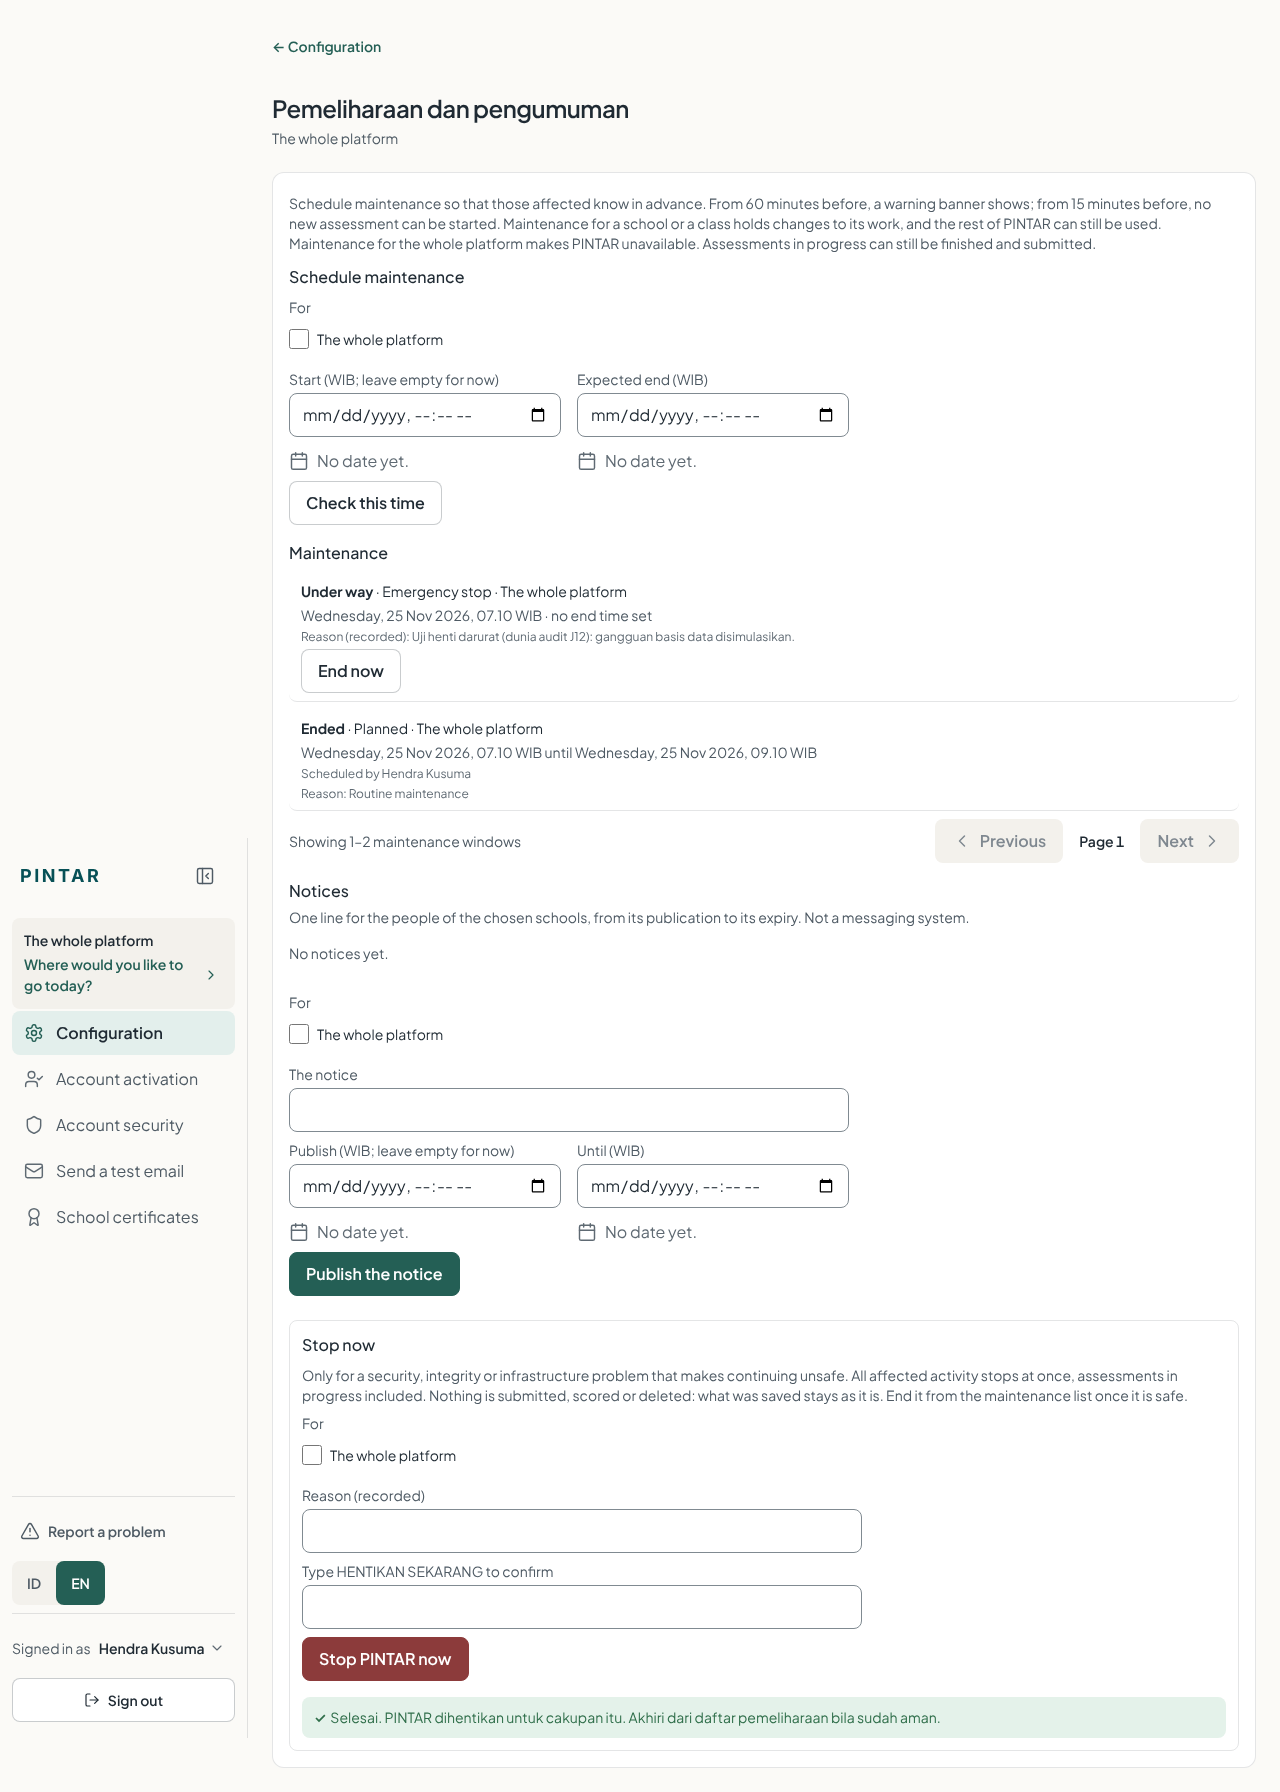 ← Configuration
Pemeliharaan dan pengumuman
The whole platform
Schedule maintenance so that those affected know in advance. From 60 minutes before, a warning banner shows; from 15 minutes before, no
new assessment can be started. Maintenance for a school or a class holds changes to its work, and the rest of PINTAR can still be used.
Maintenance for the whole platform makes PINTAR unavailable. Assessments in progress can still be finished and submitted.
Schedule maintenance
For
The whole platform
Start (WIB; leave empty for now) Expected end (WIB)
mm/dd/yyyy, --:-- -- mm/dd/yyyy, --:-- --
No date yet. No date yet.
Check this time
Maintenance
Under way · Emergency stop · The whole platform
Wednesday, 25 Nov 2026, 07.10 WIB · no end time set
Reason (recorded): Uji henti darurat (dunia audit J12): gangguan basis data disimulasikan.
End now
Ended · Planned · The whole platform
Wednesday, 25 Nov 2026, 07.10 WIB until Wednesday, 25 Nov 2026, 09.10 WIB
Scheduled by Hendra Kusuma
Reason: Routine maintenance
Showing 1–2 maintenance windows Previous Page 1 Next
Notices
One line for the people of the chosen schools, from its publication to its expiry. Not a messaging system.
No notices yet.
For
The whole platform
The notice
Publish (WIB; leave empty for now) Until (WIB)
mm/dd/yyyy, --:-- -- mm/dd/yyyy, --:-- --
No date yet. No date yet.
Publish the notice
Stop now
Only for a security, integrity or infrastructure problem that makes continuing unsafe. All affected activity stops at once, assessments in
progress included. Nothing is submitted, scored or deleted: what was saved stays as it is. End it from the maintenance list once it is safe.
For
The whole platform
Reason (recorded)
Type HENTIKAN SEKARANG to confirm
Stop PINTAR now
✓ Selesai. PINTAR dihentikan untuk cakupan itu. Akhiri dari daftar pemeliharaan bila sudah aman.
PINTAR
The whole platform
Where would you like to
go today?
Configuration
Account activation
Account security
Send a test email
School certificates
Report a problem
ID EN
Signed in as Hendra Kusuma
Sign out